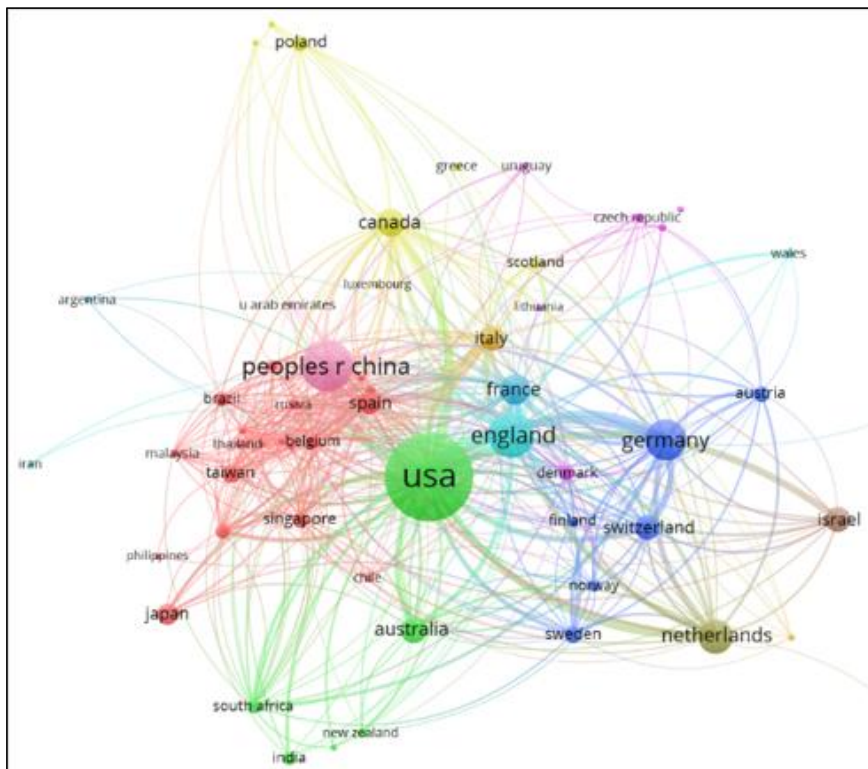 poland
greece
uruguay
canada
czech republic
scotland
wales
luxembourg
argentina
u arab emirates
lithuania
italy
peoples r china
france
austria
brazil
spain
england
germany
thailand
belgium
malaysia
iran
taiwan
usa
denmark
singapore
finland
switzerland
israel
philippines
chile
norway
japan
australia
sweden
netherlands
south africa
new zealand
india